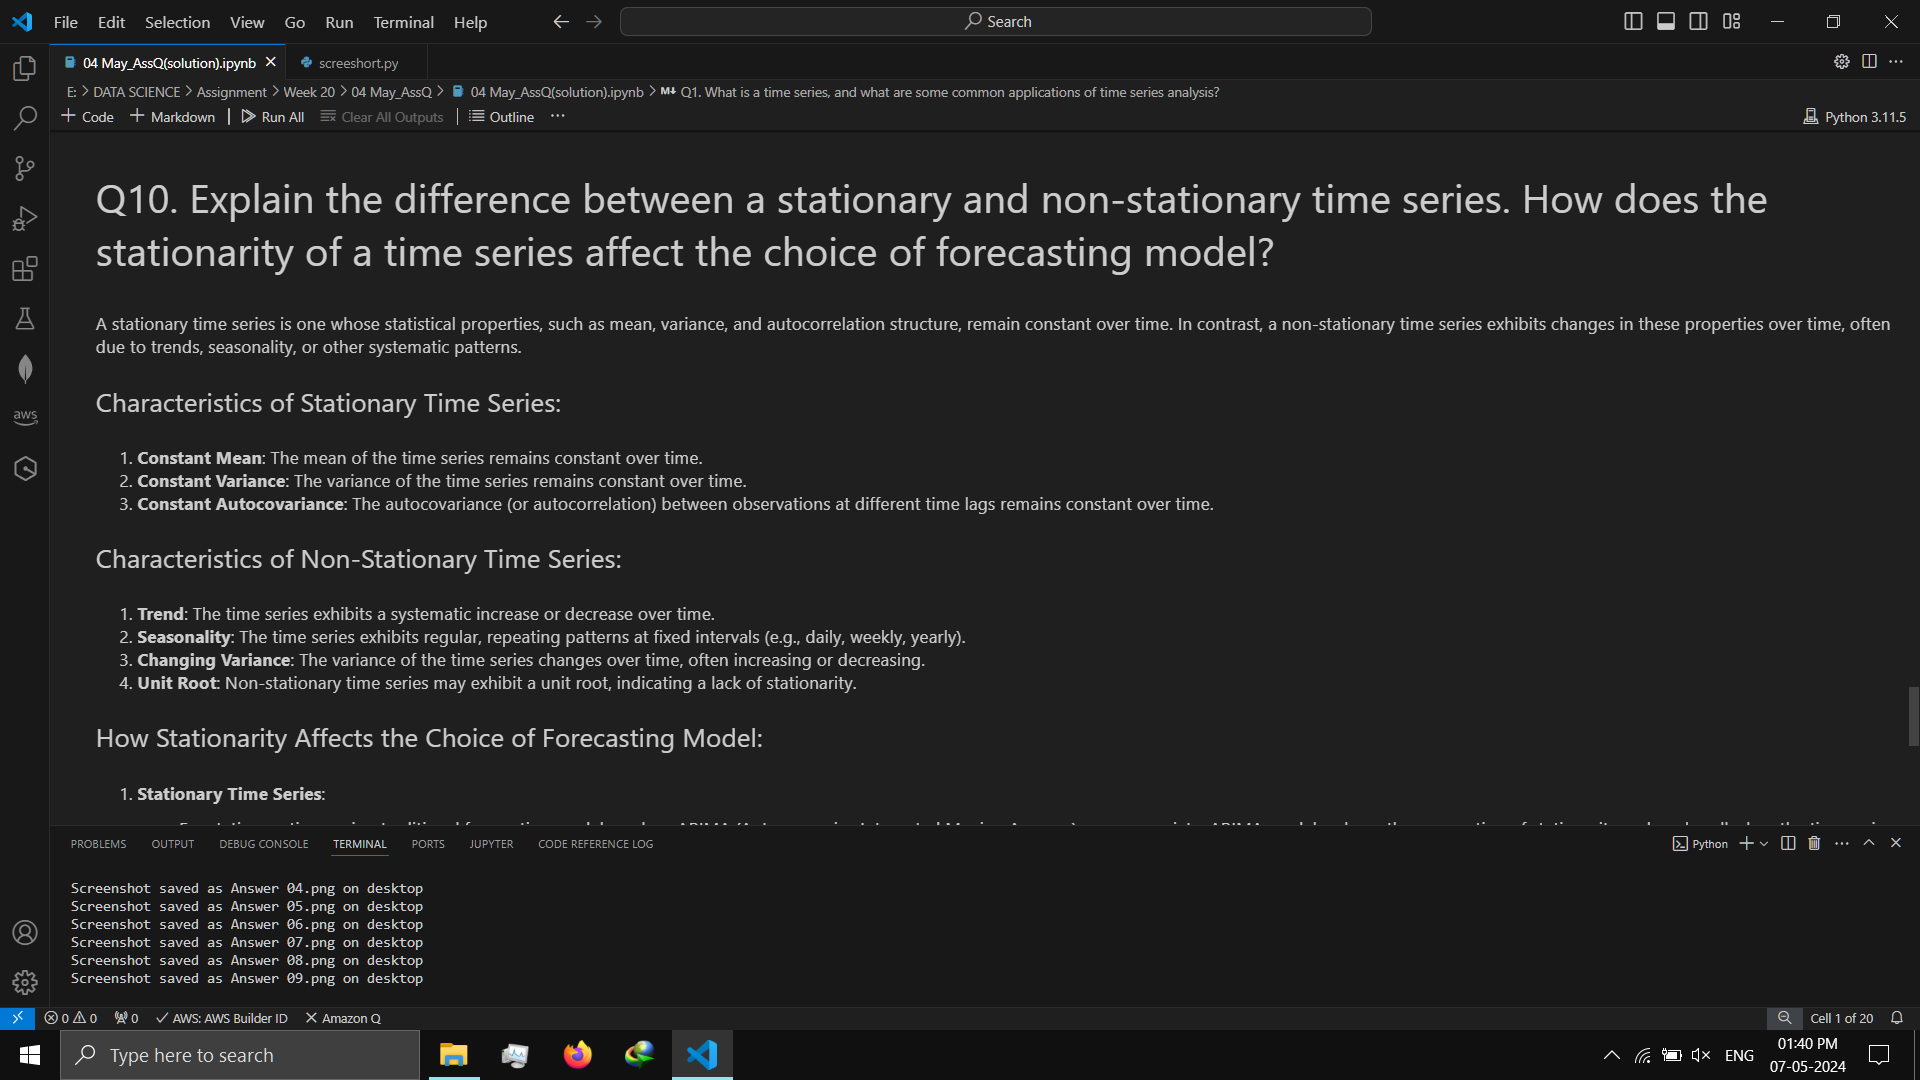 File Edit Selection View Go Run Terminal Help
Search
04 May_AssQ(solution).ipynb
screeshort.py
E: > DATA SCIENCE > Assignment > Week 20 > 04 May_AssQ > 04 May_AssQ(solution).ipynb > M↓ Q1. What is a time series, and what are some common applications of time series analysis?
+ Code + Markdown | Run All Clear All Outputs | Outline ...
Python 3.11.5
Q10. Explain the difference between a stationary and non-stationary time series. How does the
stationarity of a time series affect the choice of forecasting model?
A stationary time series is one whose statistical properties, such as mean, variance, and autocorrelation structure, remain constant over time. In contrast, a non-stationary time series exhibits changes in these properties over time, often
due to trends, seasonality, or other systematic patterns.
Characteristics of Stationary Time Series:
1. Constant Mean: The mean of the time series remains constant over time.
2. Constant Variance: The variance of the time series remains constant over time.
3. Constant Autocovariance: The autocovariance (or autocorrelation) between observations at different time lags remains constant over time.
Characteristics of Non-Stationary Time Series:
1. Trend: The time series exhibits a systematic increase or decrease over time.
2. Seasonality: The time series exhibits regular, repeating patterns at fixed intervals (e.g., daily, weekly, yearly).
3. Changing Variance: The variance of the time series changes over time, often increasing or decreasing.
4. Unit Root: Non-stationary time series may exhibit a unit root, indicating a lack of stationarity.
How Stationarity Affects the Choice of Forecasting Model:
1. Stationary Time Series:
aws
PROBLEMS OUTPUT DEBUG CONSOLE TERMINAL PORTS JUPYTER CODE REFERENCE LOG
Python
Screenshot saved as Answer 04.png on desktop
Screenshot saved as Answer 05.png on desktop
Screenshot saved as Answer 06.png on desktop
Screenshot saved as Answer 07.png on desktop
Screenshot saved as Answer 08.png on desktop
Screenshot saved as Answer 09.png on desktop
0 0 0 AWS: AWS Builder ID Amazon Q
Cell 1 of 20
Type here to search
ENG
01:40 PM
07-05-2024